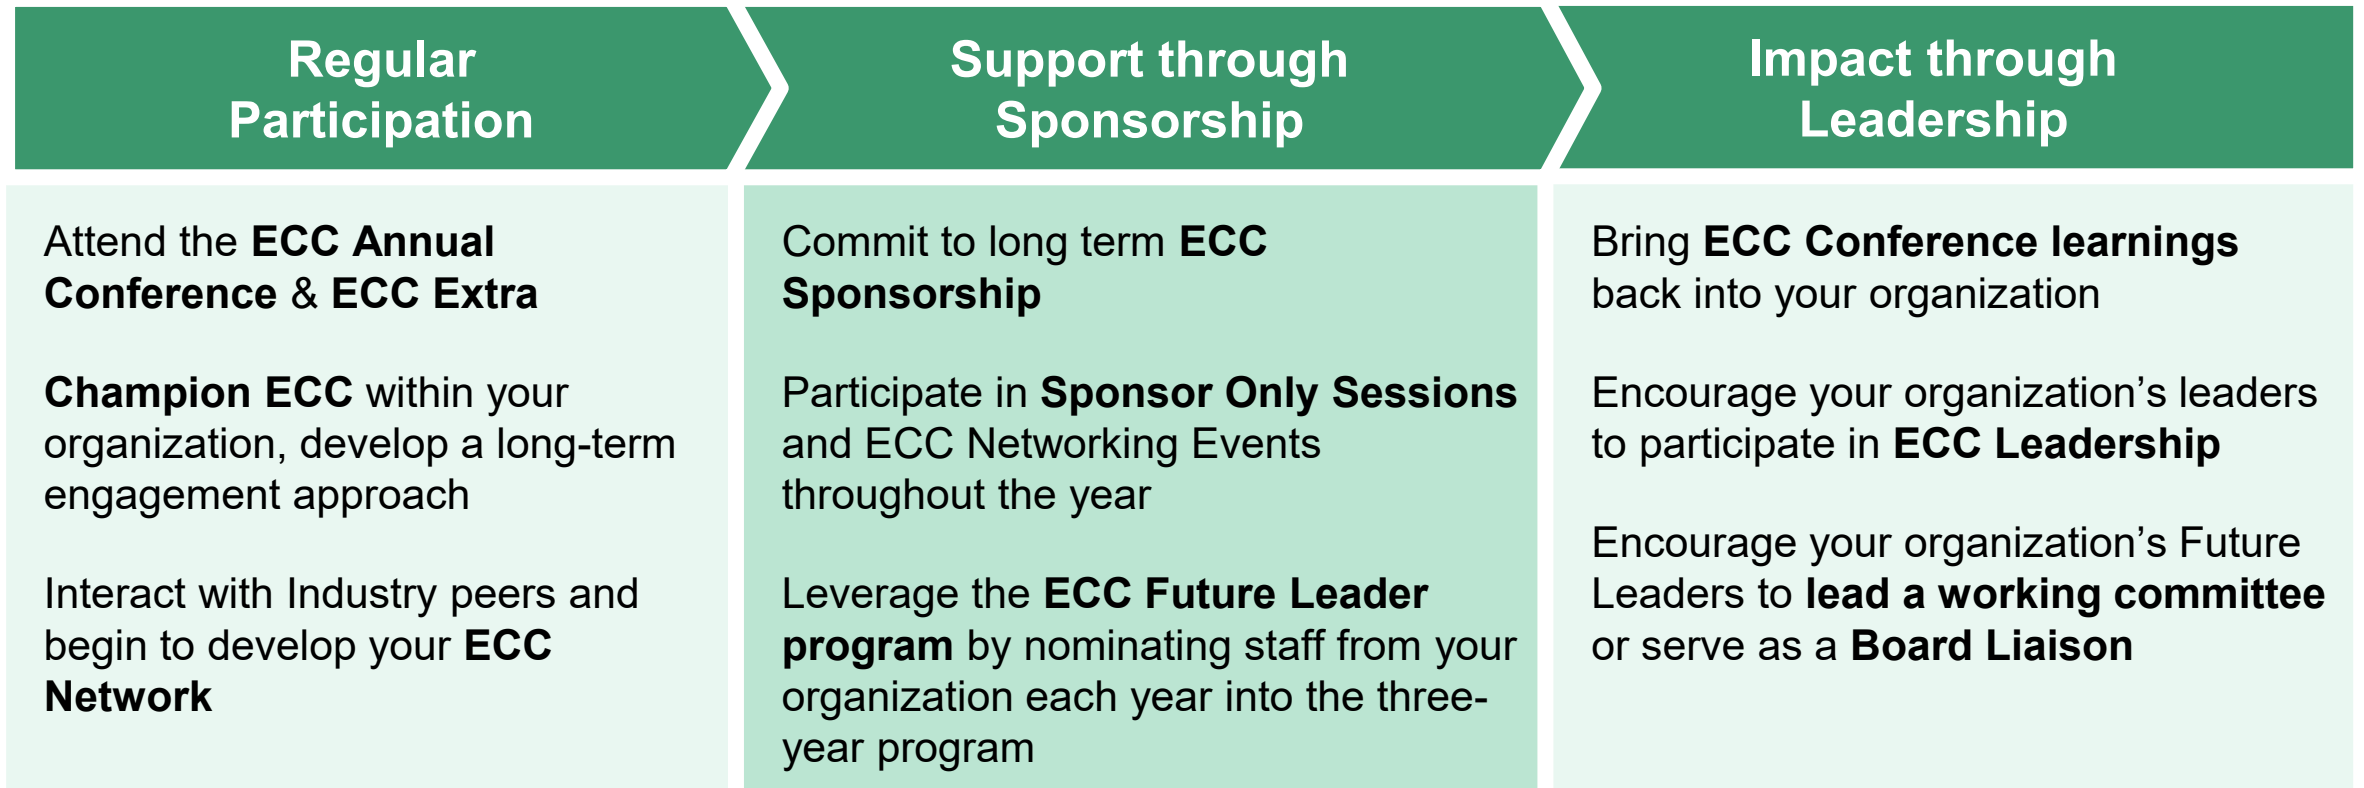 Regular
Participation
Support through
Sponsorship
Impact through
Leadership
Attend the ECC Annual
Conference & ECC Extra
Champion ECC within your
organization, develop a long-term
engagement approach
Interact with Industry peers and
begin to develop your ECC
Network
Commit to long term ECC
Sponsorship
Participate in Sponsor Only Sessions
and ECC Networking Events
throughout the year
Leverage the ECC Future Leader
program by nominating staff from your
organization each year into the three-
year program
Bring ECC Conference learnings
back into your organization
Encourage your organization’s leaders
to participate in ECC Leadership
Encourage your organization’s Future
Leaders to lead a working committee
or serve as a Board Liaison